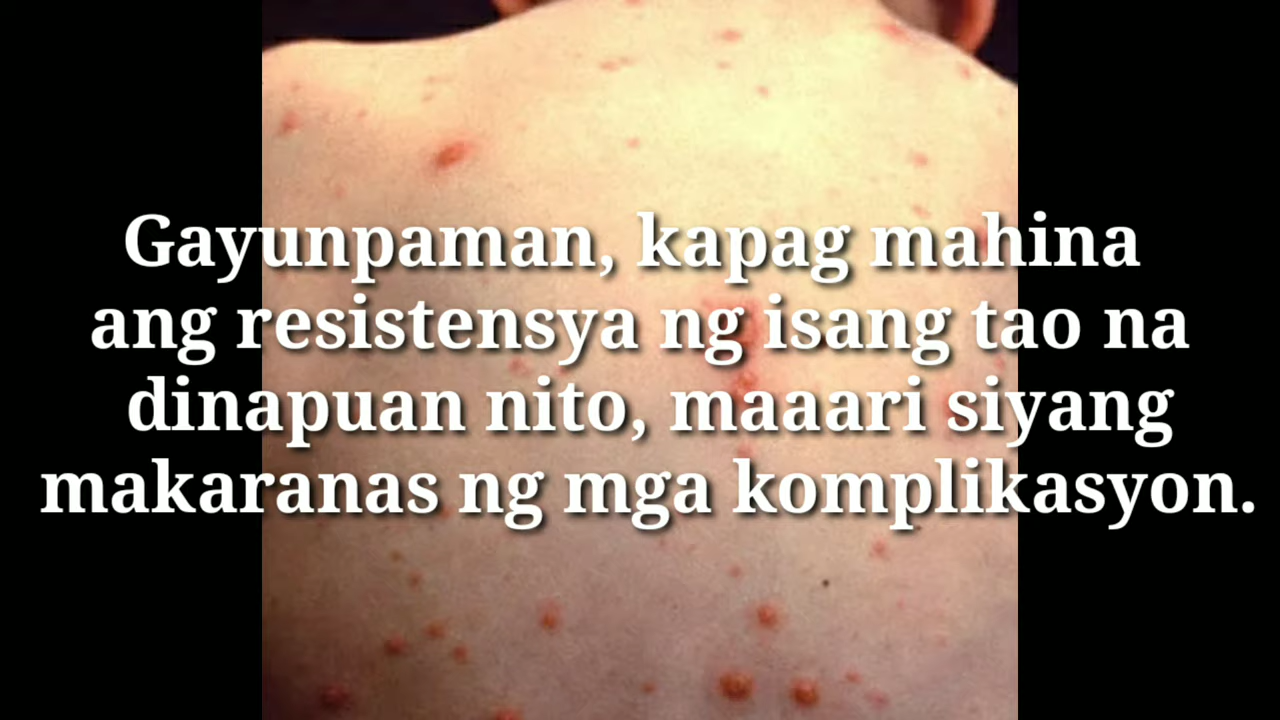 Gayunpaman, kapag mahina
ang resistensya ng isang tao na
dinapuan nito, maaari siyang
makaranas ng mga komplikasyon.